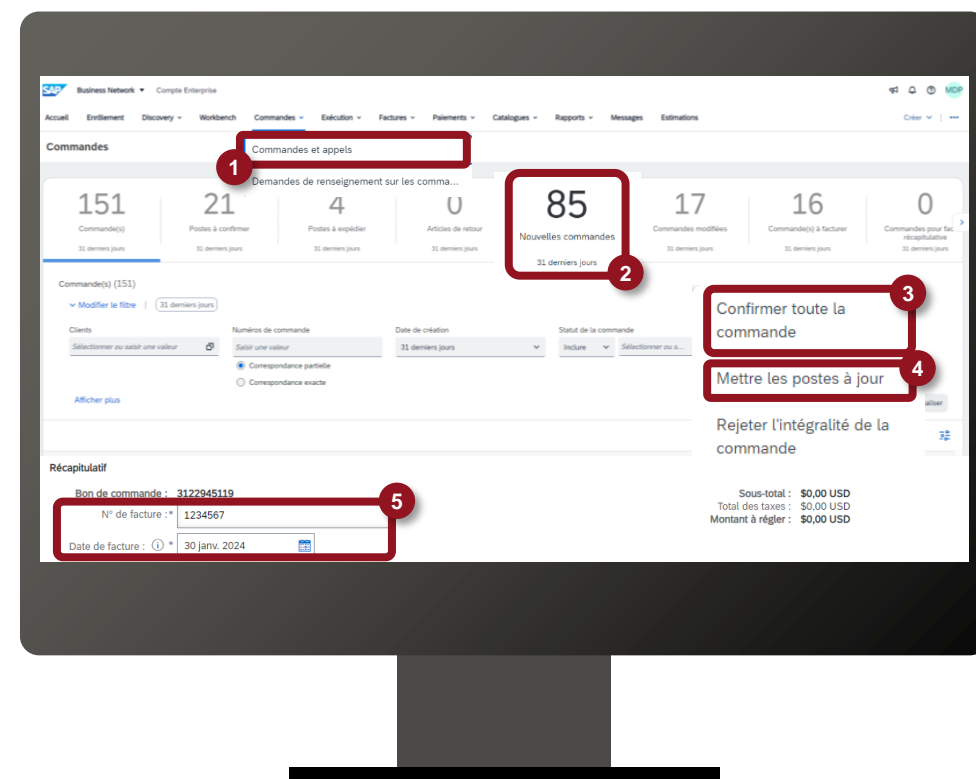 SAP Business Network Compte Enterprise MDP
Accueil Enrôlement Discovery Workbench Commandes Exécution Factures Paiements Catalogues Rapports Messages Estimations Créer
Commandes
Commandes et appels
1
Demandes de renseignement sur les comma...
151 21 4 0 85 17 16 0
Commande(s) Postes à confirmer Postes à expédier Articles de retour Nouvelles commandes Commandes modifiées Commande(s) à facturer Commandes pour fac
récapitulative
31 derniers jours 31 derniers jours 31 derniers jours 31 derniers jours 31 derniers jours 31 derniers jours 31 derniers jours 31 derniers jours
2
Commande(s) (151)
Modifier le filtre | 31 derniers jours
Clients Numéros de commande Date de création Statut de la commande
Sélectionner ou saisir une valeur Saisir une valeur 31 derniers jours Inclure Sélectionner ou s...
Correspondance partielle
Correspondance exacte
Afficher plus
3
Confirmer toute la
commande
4
Mettre les postes à jour
aliser
Rejeter l'intégralité de la
commande
Récapitulatif
Bon de commande : 3122945119
5
N° de facture :* 1234567
Date de facture : * 30 janv. 2024
Sous-total : $0,00 USD
Total des taxes : $0,00 USD
Montant à régler : $0,00 USD